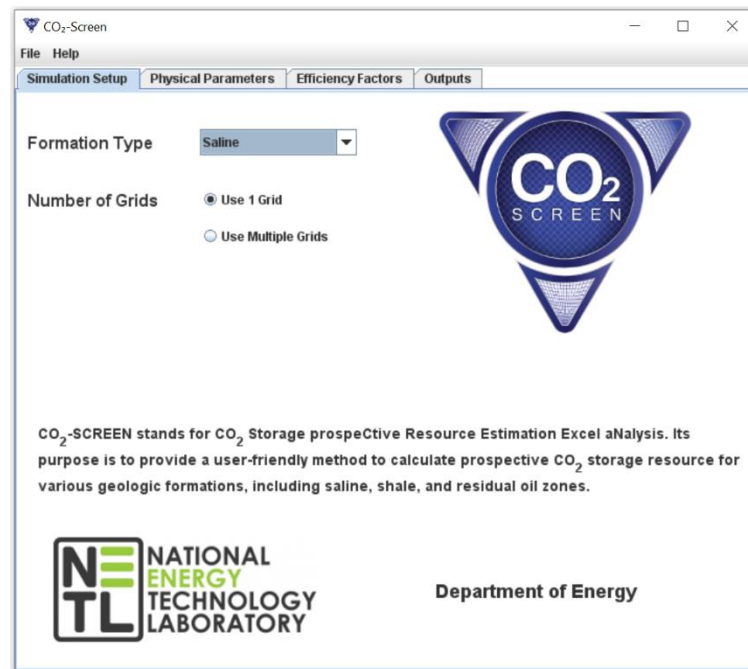 CO₂-Screen
File Help
Simulation Setup Physical Parameters Efficiency Factors Outputs
Formation Type Saline
Number of Grids Use 1 Grid
Use Multiple Grids
CO₂
SCREEN
CO₂-SCREEN stands for CO₂ Storage prospeCtive Resource Estimation Excel aNalysis. Its
purpose is to provide a user-friendly method to calculate prospective CO₂ storage resource for
various geologic formations, including saline, shale, and residual oil zones.
NETL
NATIONAL
ENERGY
TECHNOLOGY
LABORATORY
Department of Energy